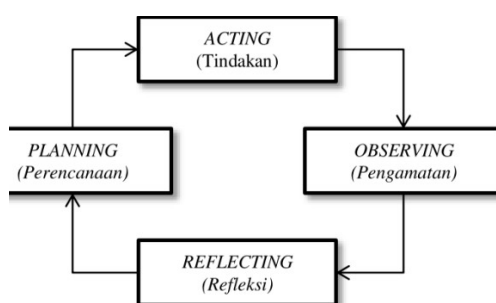 ACTING
(Tindakan)
PLANNING
(Perencanaan)
OBSERVING
(Pengamatan)
REFLECTING
(Refleksi)